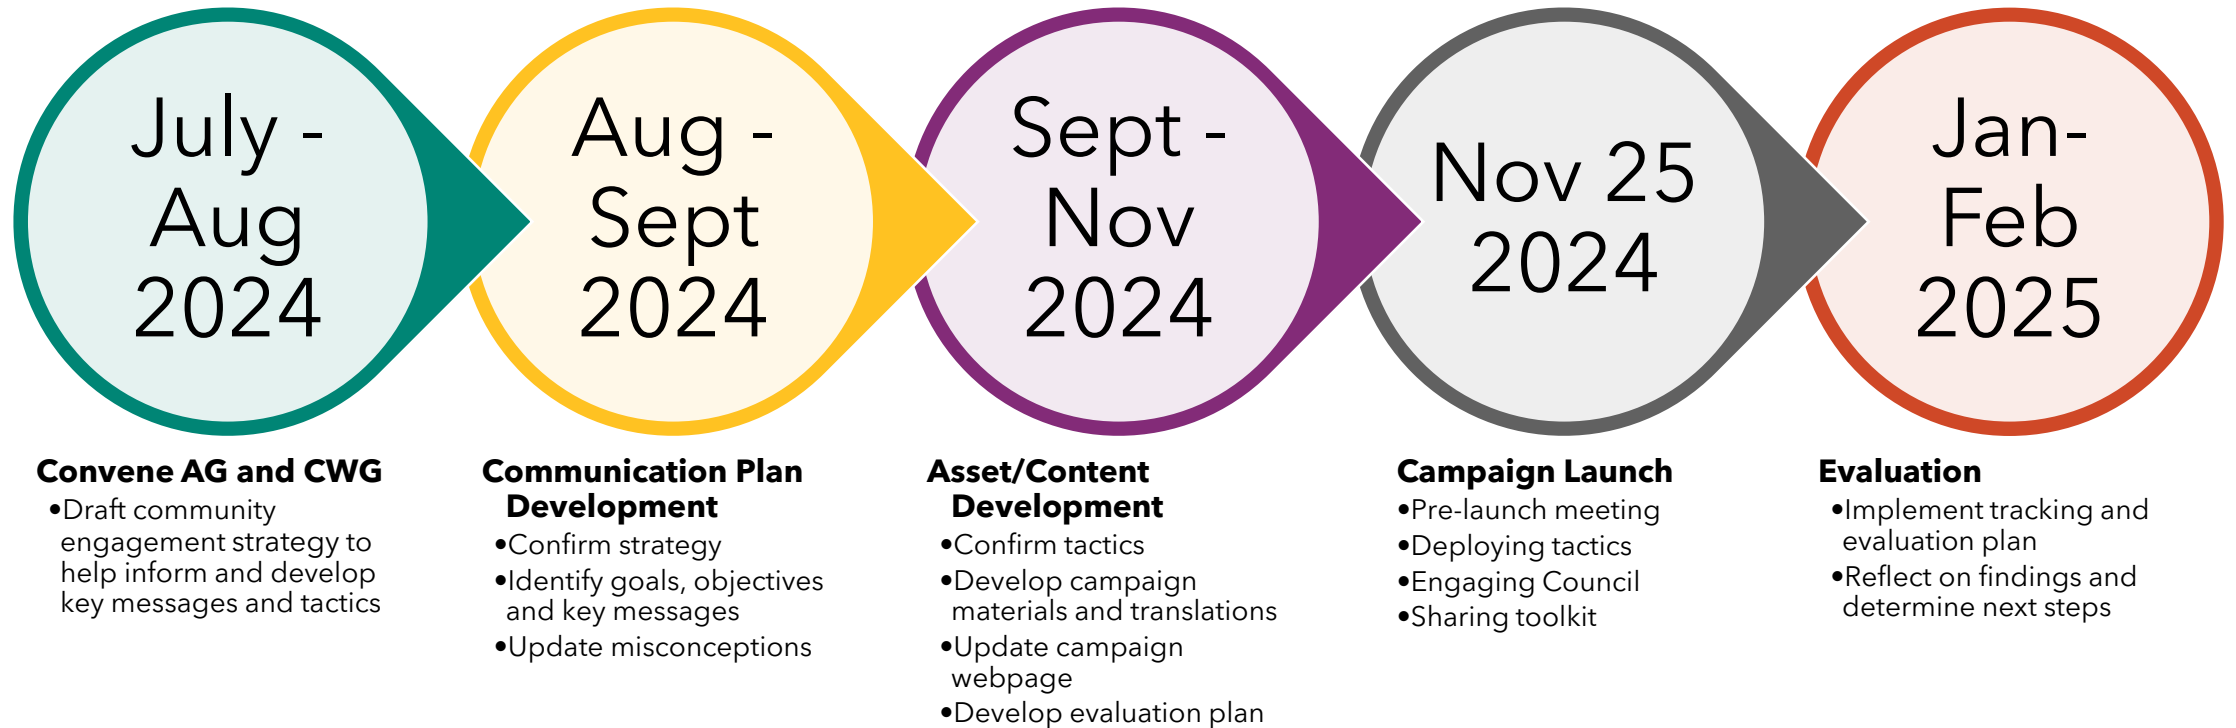 July -
Aug
2024
Aug -
Sept
2024
Sept -
Nov
2024
Nov 25
2024
Jan-
Feb
2025
Convene AG and CWG
•Draft community
engagement strategy to
help inform and develop
key messages and tactics
Communication Plan
Development
•Confirm strategy
•Identify goals, objectives
and key messages
•Update misconceptions
Asset/Content
Development
•Confirm tactics
•Develop campaign
materials and translations
•Update campaign
webpage
•Develop evaluation plan
Campaign Launch
•Pre-launch meeting
•Deploying tactics
•Engaging Council
•Sharing toolkit
Evaluation
•Implement tracking and
evaluation plan
•Reflect on findings and
determine next steps